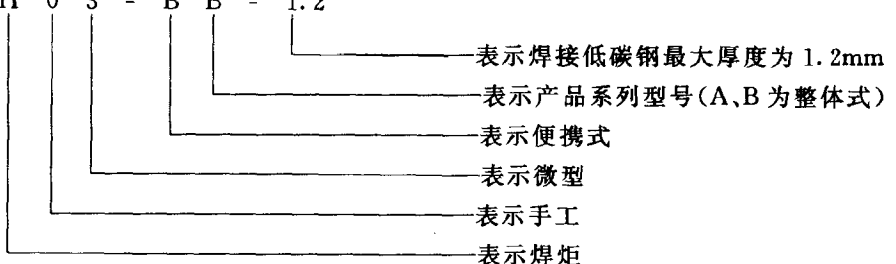 H 0 3 - B B - 1.2
表示焊接低碳钢最大厚度为 1.2mm
表示产品系列型号(A、B 为整体式)
表示便携式
表示微型
表示手工
表示焊炬